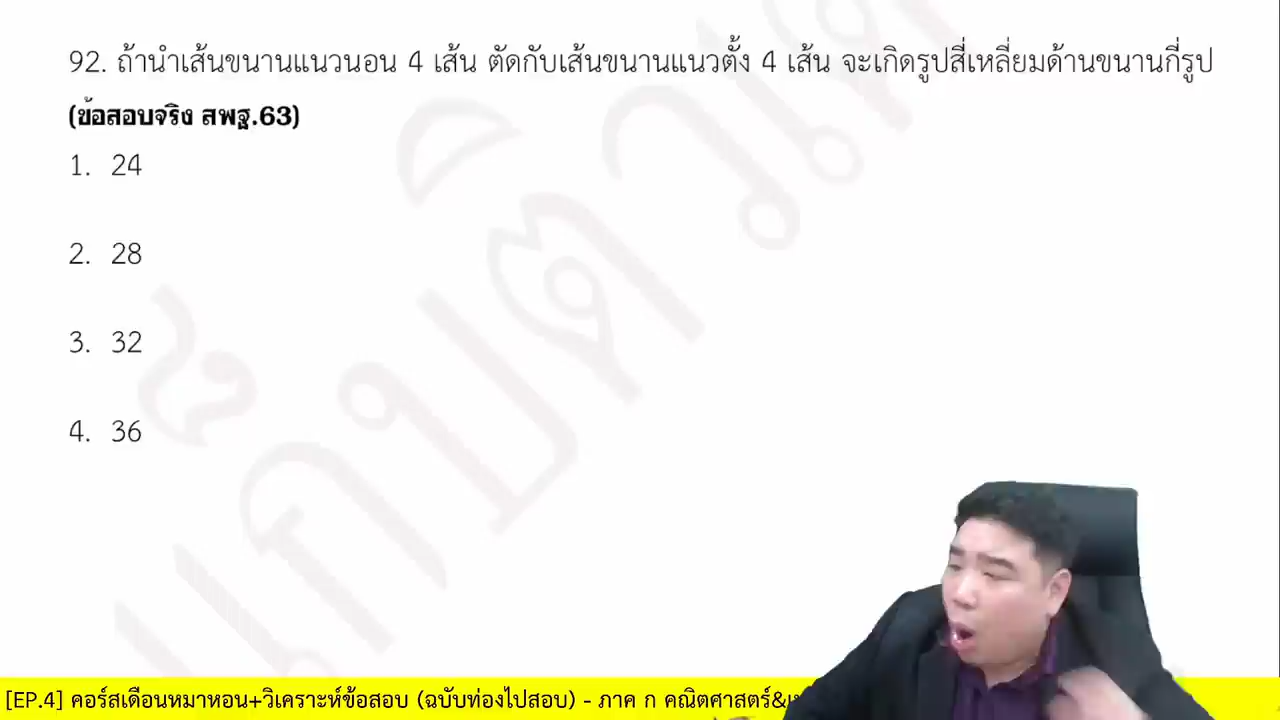 92. ถ้านำเส้นขนานแนวนอน 4 เส้น ตัดกับเส้นขนานแนวตั้ง 4 เส้น จะเกิดรูปสี่เหลี่ยมด้านขนานกี่รูป
(ข้อสอบจริง สพฐ.63)
1. 24
2. 28
3. 32
4. 36
[EP.4] คอร์สเดือนหมาหอน+วิเคราะห์ข้อสอบ (ฉบับท่องไปสอบ) - ภาค ก คณิตศาสตร์&